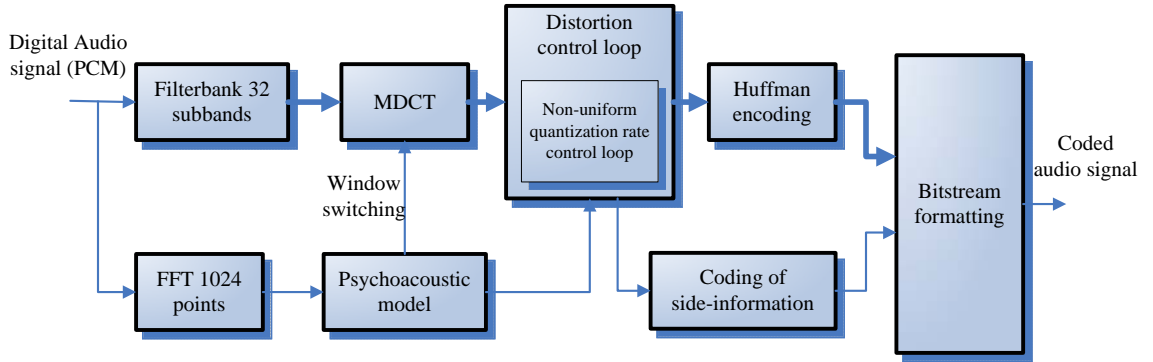 Digital Audio
signal (PCM)
Filterbank 32
subbands
MDCT
Distortion
control loop
Non-uniform
quantization rate
control loop
Huffman
encoding
Bitstream
formatting
Coded
audio signal
Window
switching
FFT 1024
points
Psychoacoustic
model
Coding of
side-information